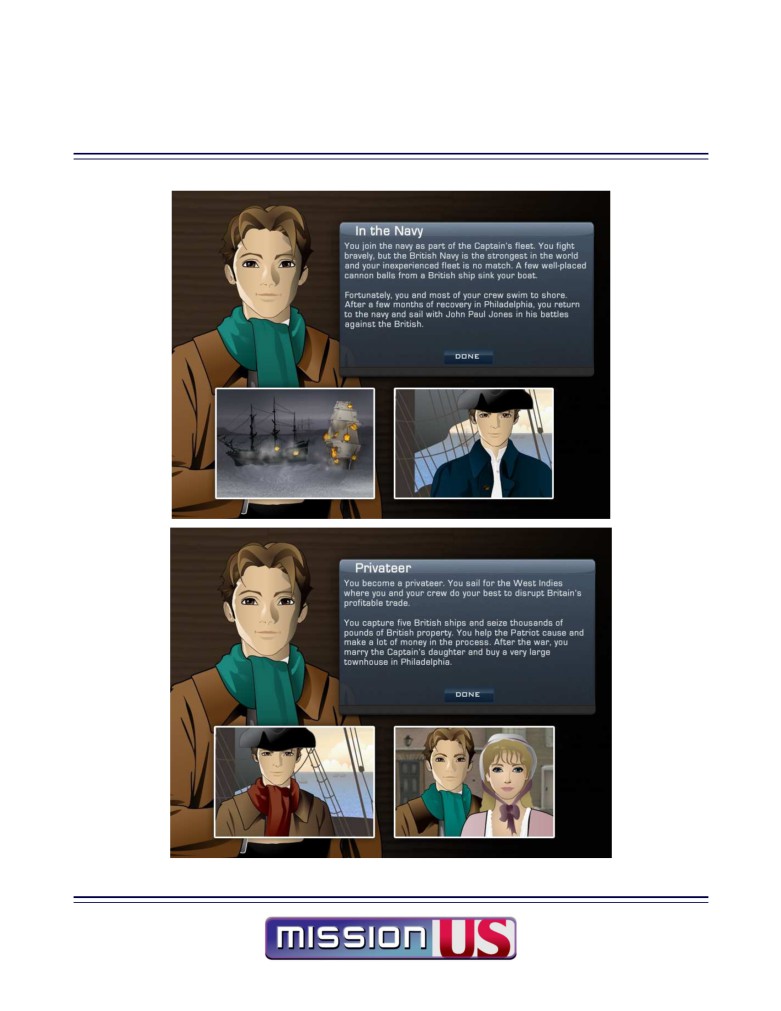 In the Navy
You join the navy as part of the Captain's fleet. You fight
bravely, but the British Navy is the strongest in the world
and your inexperienced fleet is no match. A few well-placed
cannon balls from a British ship sink your boat.
Fortunately, you and most of your crew swim to shore.
After a few months of recovery in Philadelphia, you return
to the navy and sail with John Paul Jones in his battles
against the British.
DONE
Privateer
You become a privateer. You sail for the West Indies
where you and your crew do your best to disrupt Britain's
profitable trade.
You capture five British ships and seize thousands of
pounds of British property. You help the Patriot cause and
make a lot of money in the process. After the war, you
marry the Captain's daughter and buy a very large
townhouse in Philadelphia.
DONE
mission US